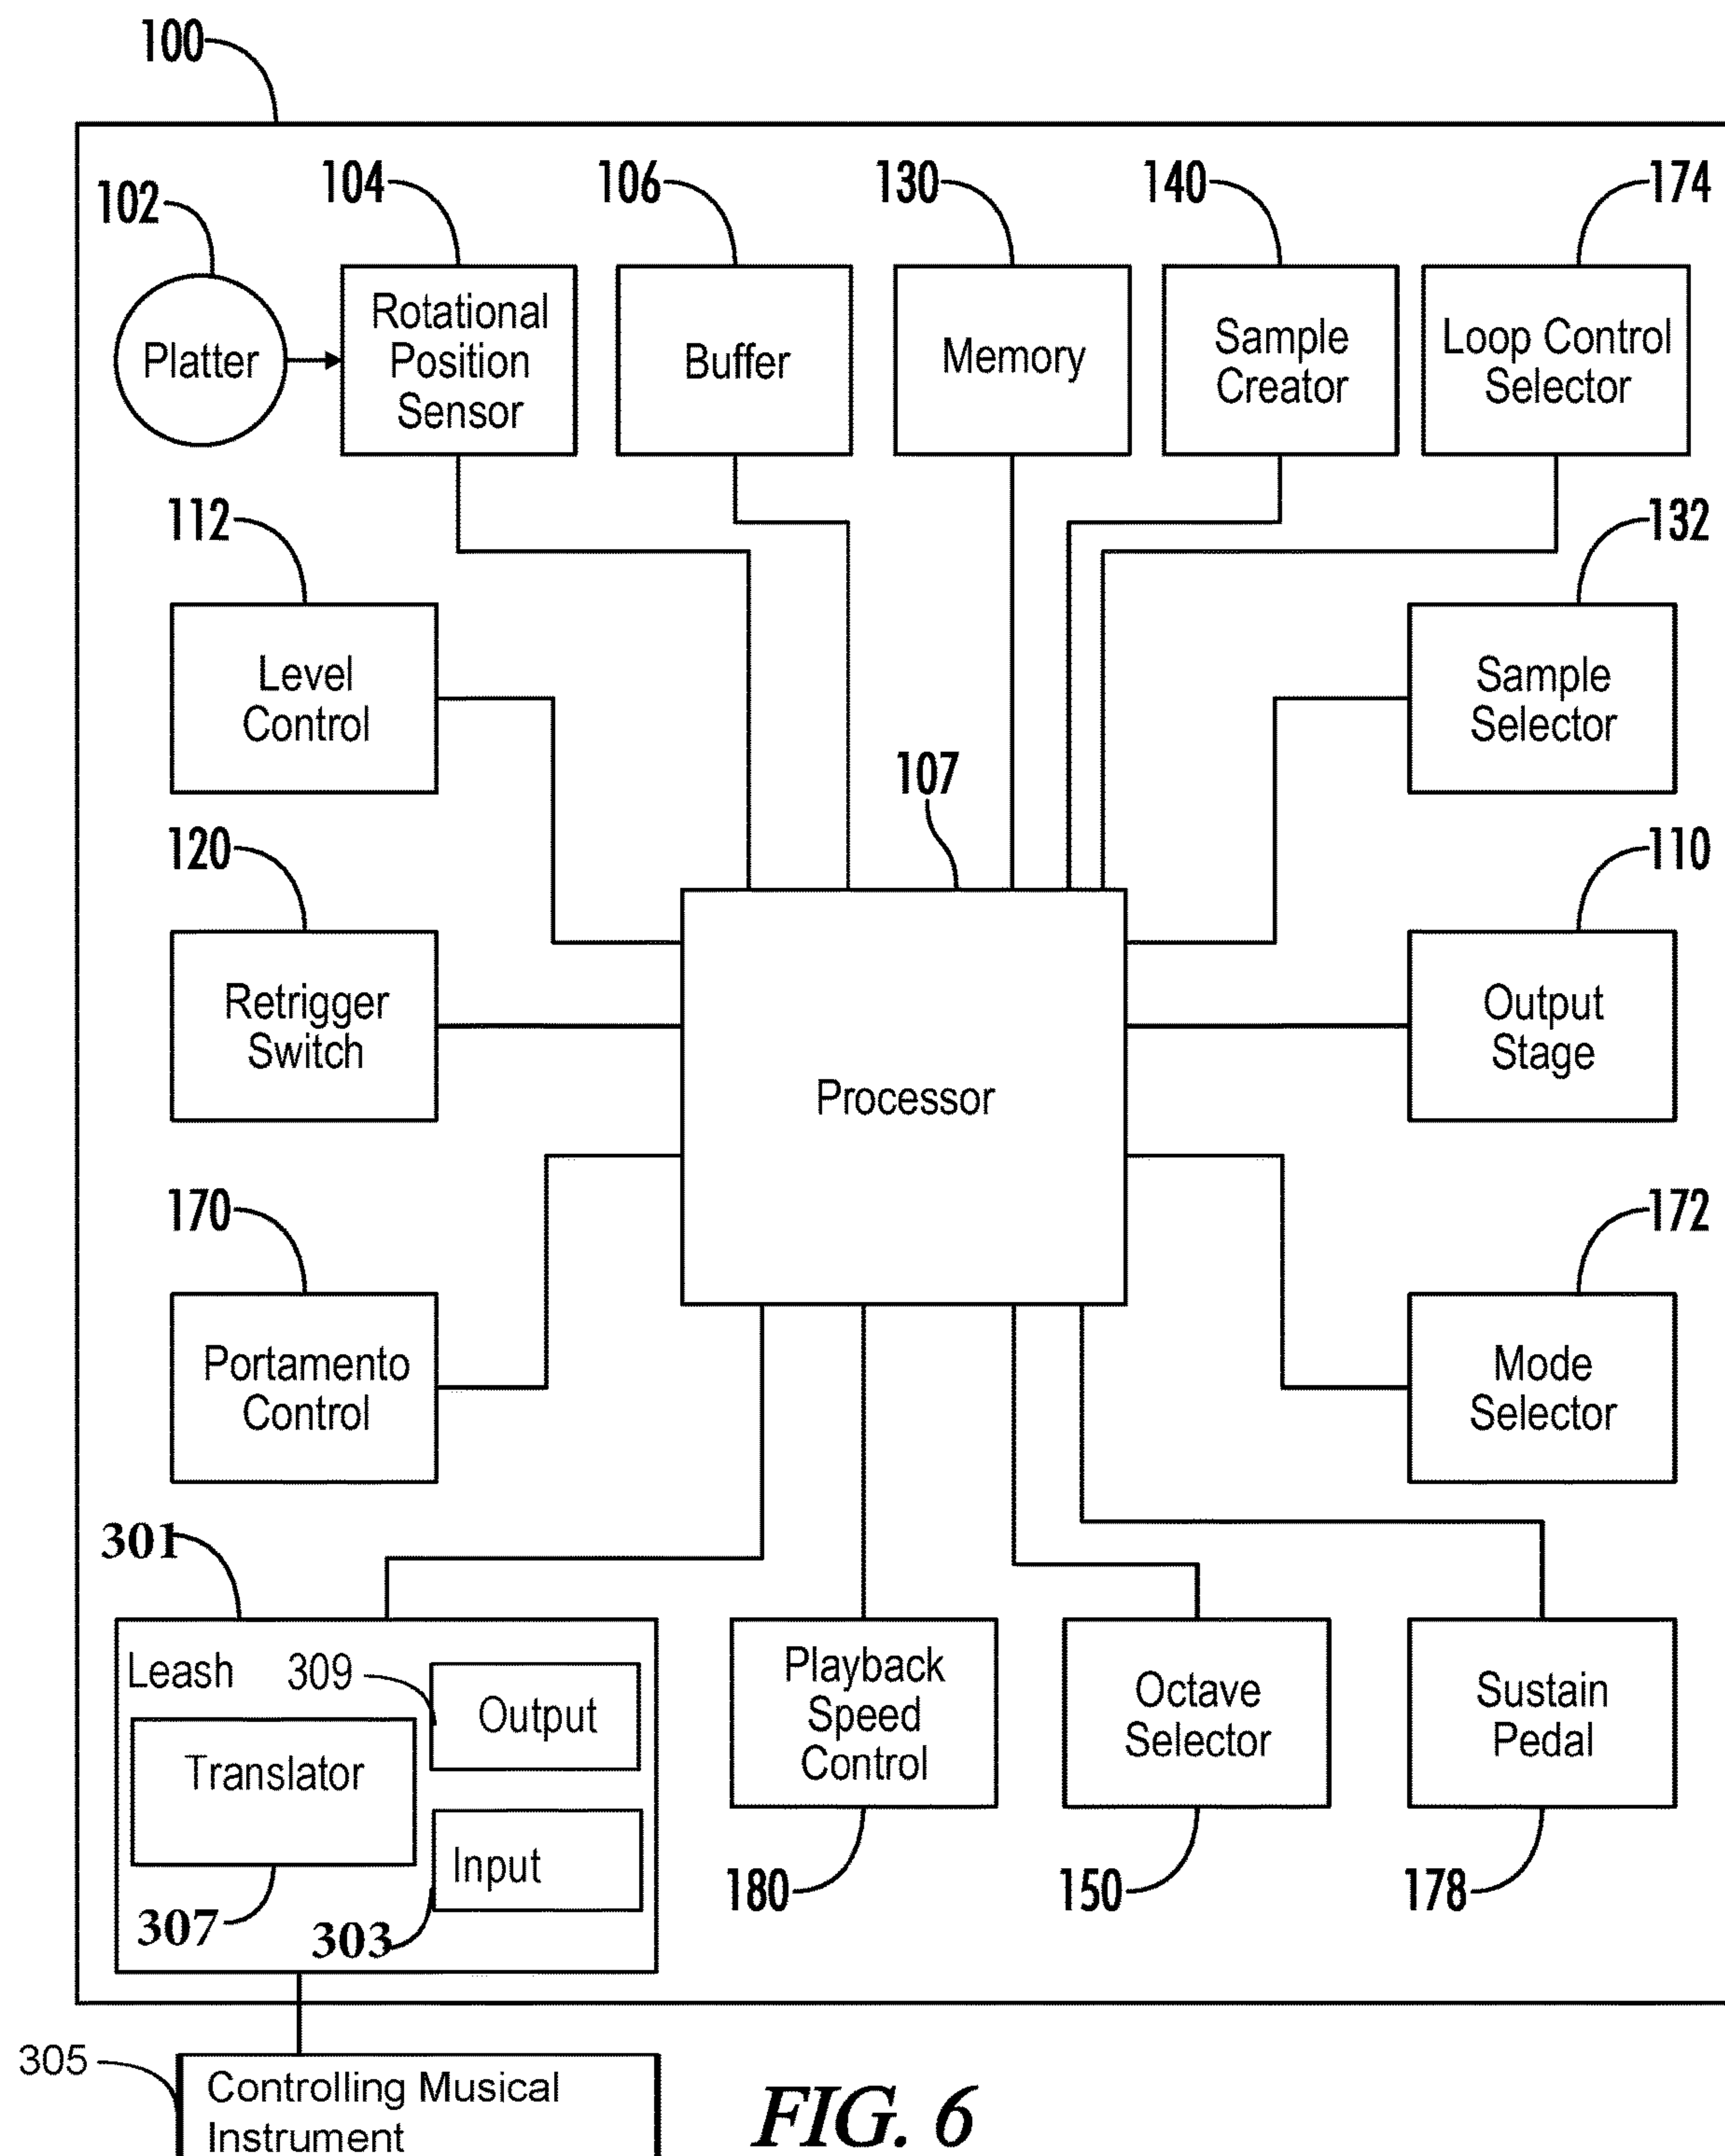 100
102
104
106
130
140
174
Platter
Rotational
Position
Sensor
Buffer
Memory
Sample
Creator
Loop Control
Selector
112
132
Level
Control
Sample
Selector
107
120
110
Retrigger
Switch
Processor
Output
Stage
170
172
Portamento
Control
Mode
Selector
301
Leash
309
Output
Translator
Input
307
303
Playback
Speed
Control
Octave
Selector
Sustain
Pedal
180
150
178
305
Controlling Musical
Instrument
FIG. 6